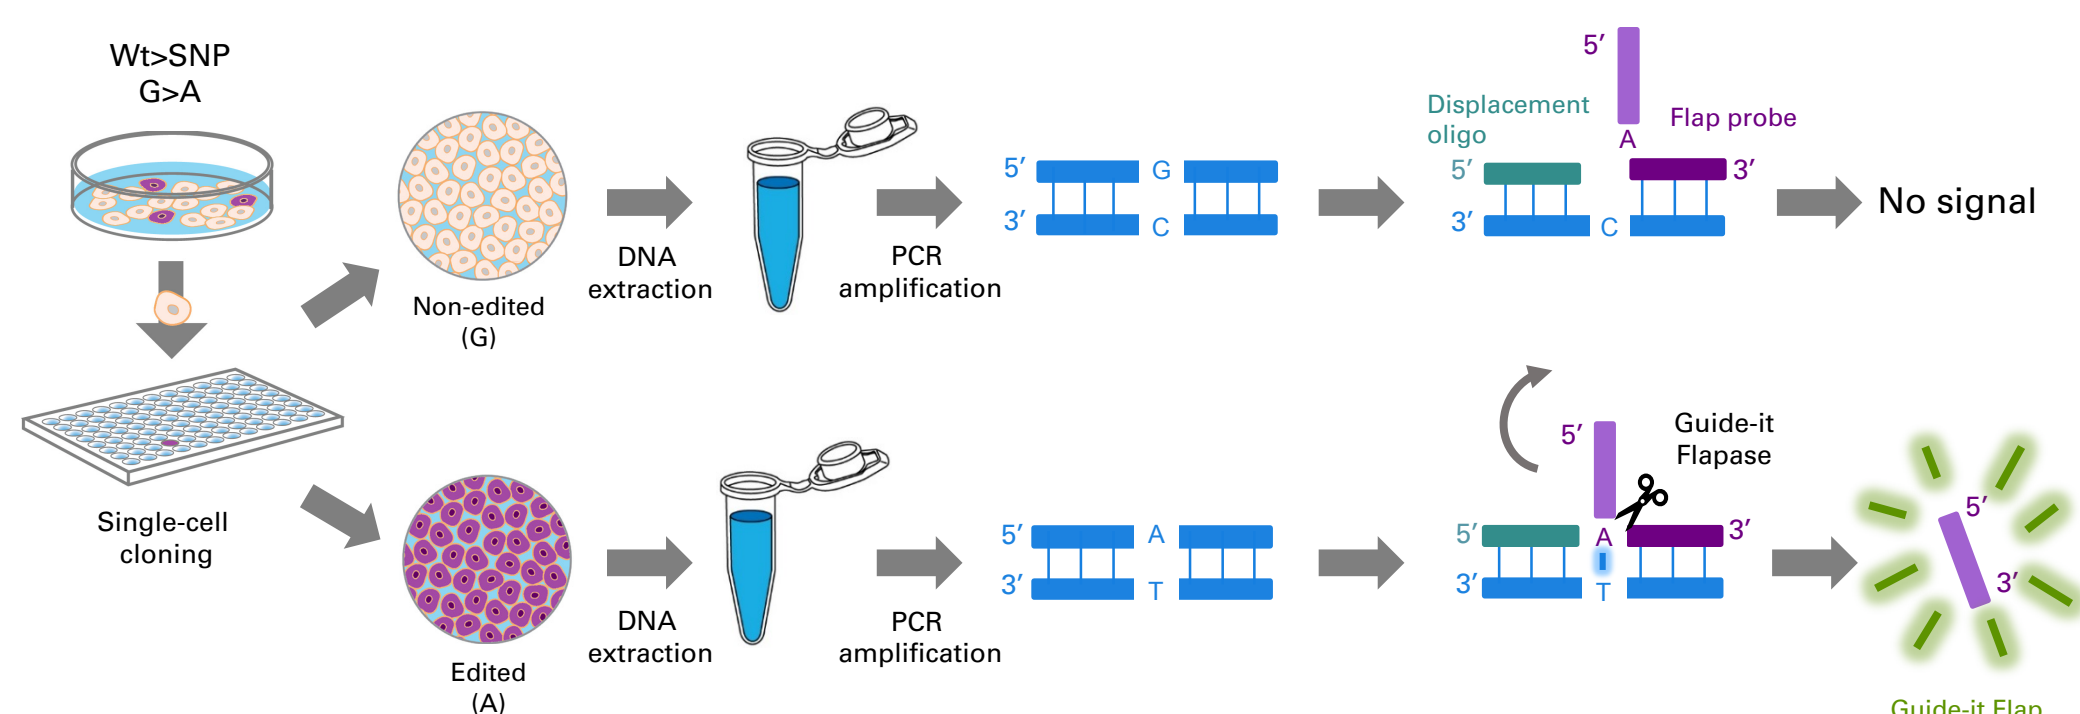 Wt>SNP
G>A
Single-cell
cloning
Non-edited
(G)
DNA
extraction
PCR
amplification
5′ G
3′ C
Displacement
oligo
5′
A
Flap probe
5′ 3′
3′ C
No signal
Edited
(A)
DNA
extraction
PCR
amplification
5′ A
3′ T
5′
Guide-it
Flapase
5′ A 3′
3′ T
5′
3′
Guide-it Flap